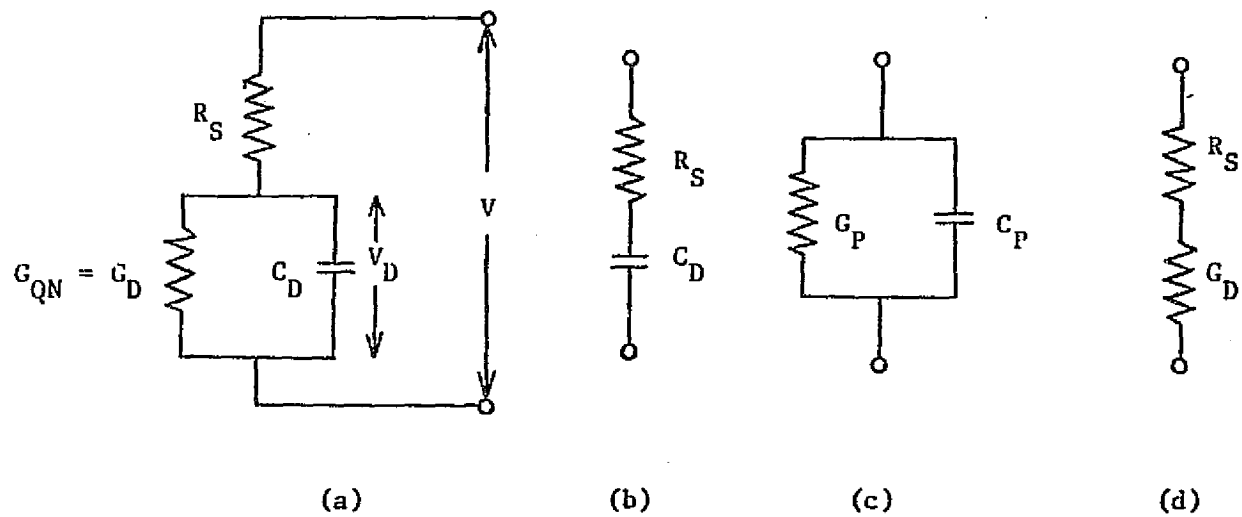 R_S
G_QN = G_D
C_D
V_D
V
(a)
R_S
C_D
(b)
G_P
C_P
(c)
R_S
G_D
(d)